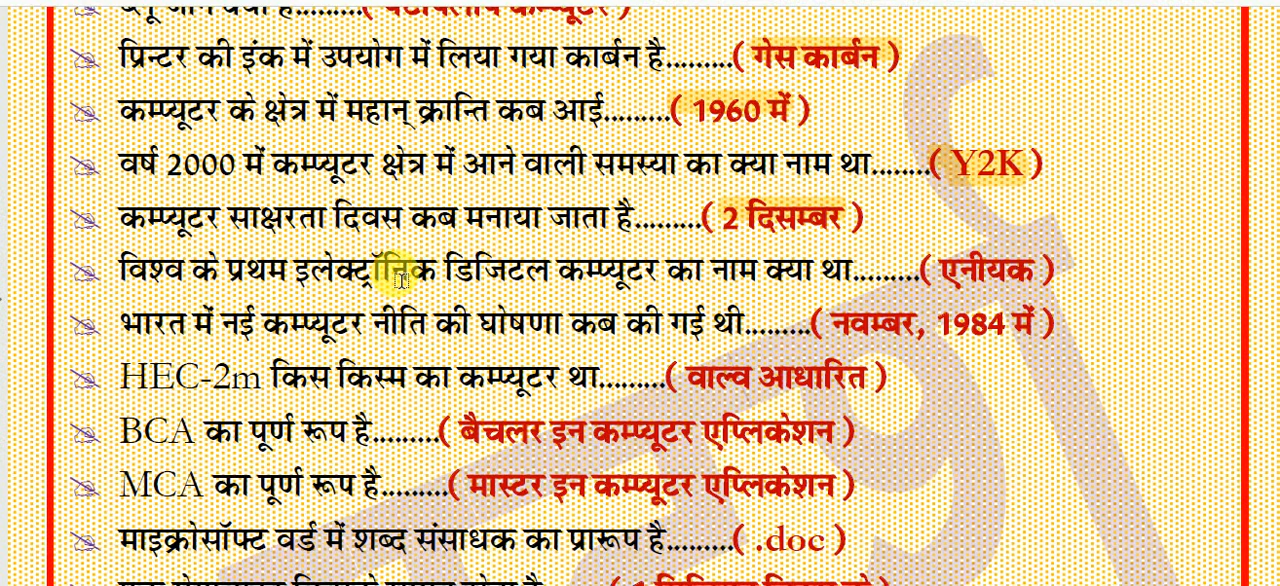 प्रिन्टर की इंक में उपयोग में लिया गया कार्बन है.........( गेस कार्बन )
कम्प्यूटर के क्षेत्र में महान् क्रान्ति कब आई.........( 1960 में )
वर्ष 2000 में कम्प्यूटर क्षेत्र में आने वाली समस्या का क्या नाम था........( Y2K )
कम्प्यूटर साक्षरता दिवस कब मनाया जाता है.........( 2 दिसम्बर )
विश्व के प्रथम इलेक्ट्रॉनिक डिजिटल कम्प्यूटर का नाम क्या था.........( एनीयक )
भारत में नई कम्प्यूटर नीति की घोषणा कब की गई थी.........( नवम्बर, 1984 में )
HEC-2m किस किस्म का कम्प्यूटर था.........( वाल्व आधारित )
BCA का पूर्ण रूप है.........( बैचलर इन कम्प्यूटर एप्लिकेशन )
MCA का पूर्ण रूप है.........( मास्टर इन कम्प्यूटर एप्लिकेशन )
माइक्रोसॉफ्ट वर्ड में शब्द संसाधक का प्रारूप है.........( .doc )